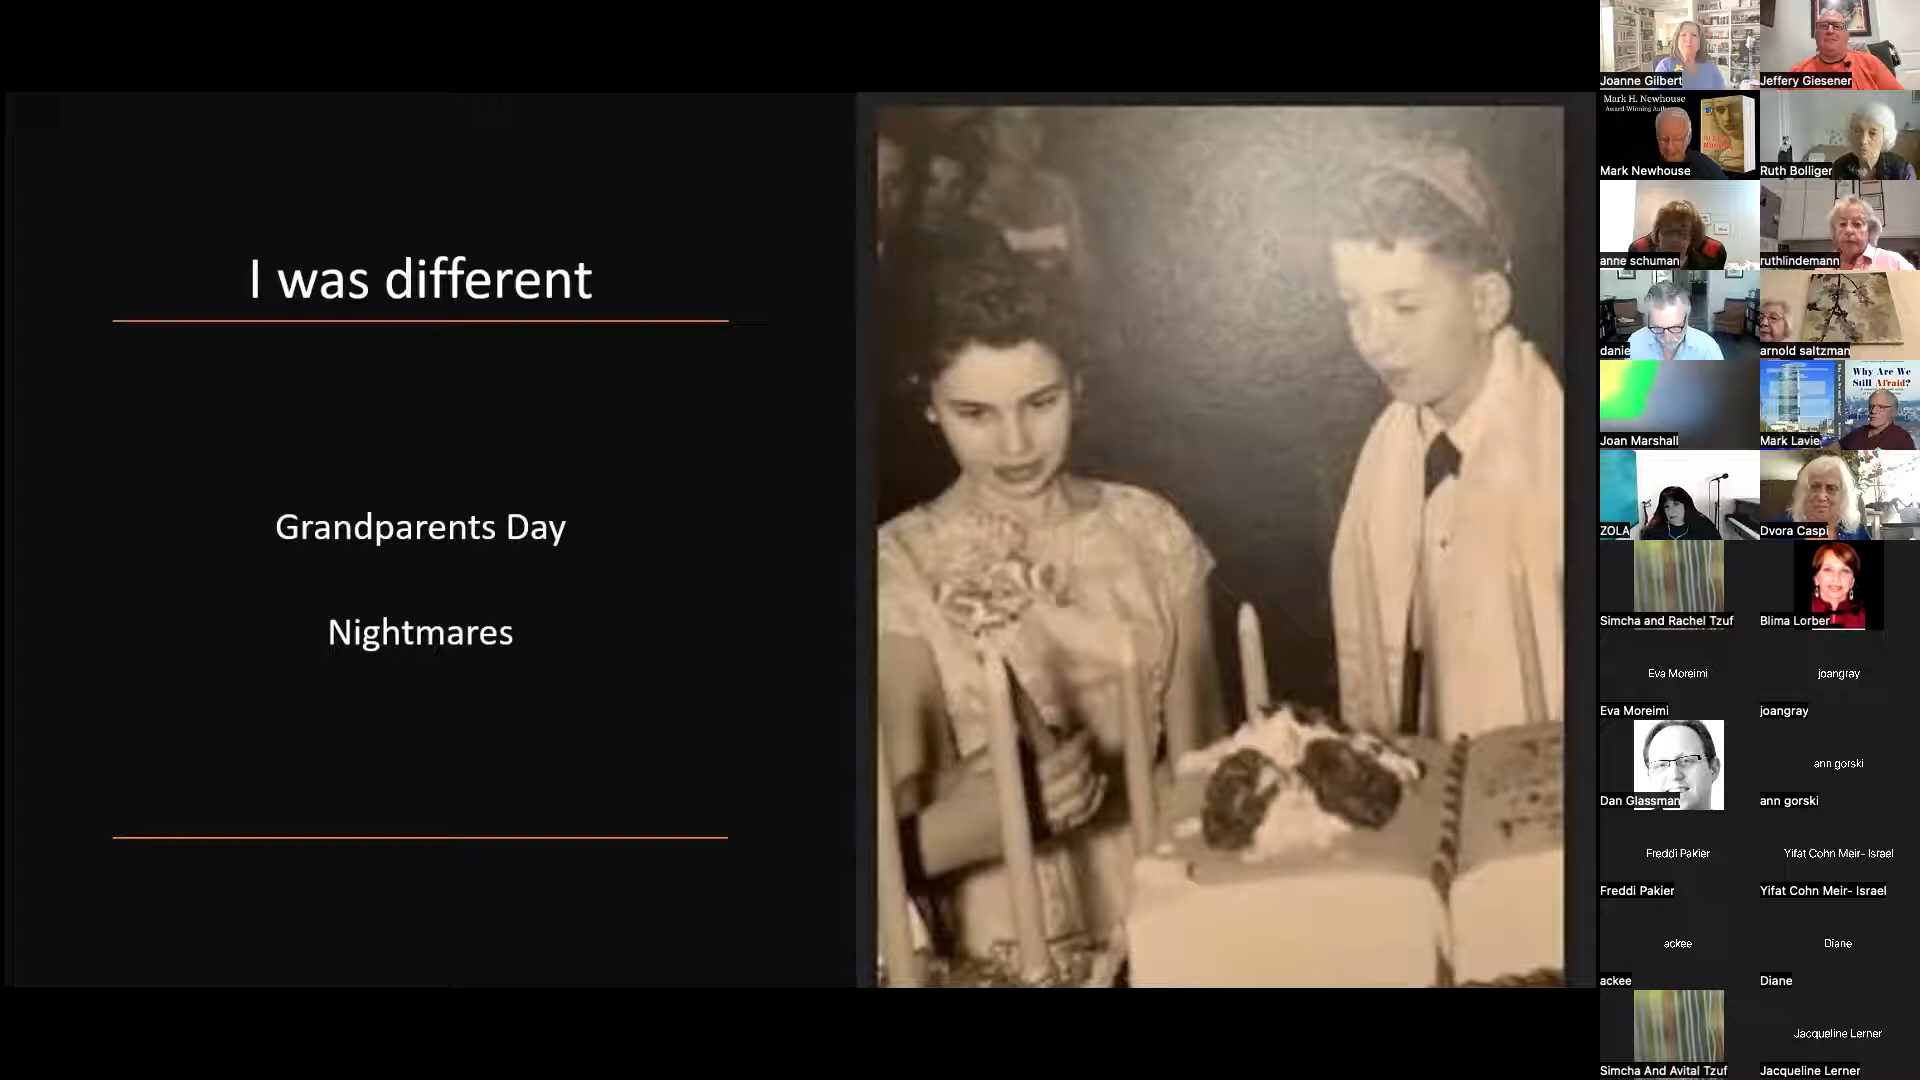 I was different
Grandparents Day
Nightmares
Joanne Gilbert
Jeffery Giesener
Mark H. Newhouse
Mark Newhouse
Ruth Bolliger
anne schuman
ruthlindemann
arnold saltzman
Joan Marshall
Why Are We
Still Afraid?
Mark Lavie
ZOLA
Dvora Caspi
Simcha and Rachel Tzuf
Blima Lorber
Eva Moreimi
Eva Moreimi
joangray
joangray
Dan Glassman
ann gorski
ann gorski
Freddi Pakier
Freddi Pakier
Yifat Cohn Meir- Israel
Yifat Cohn Meir- Israel
ackee
ackee
Diane
Diane
Simcha And Avital Tzuf
Jacqueline Lerner
Jacqueline Lerner